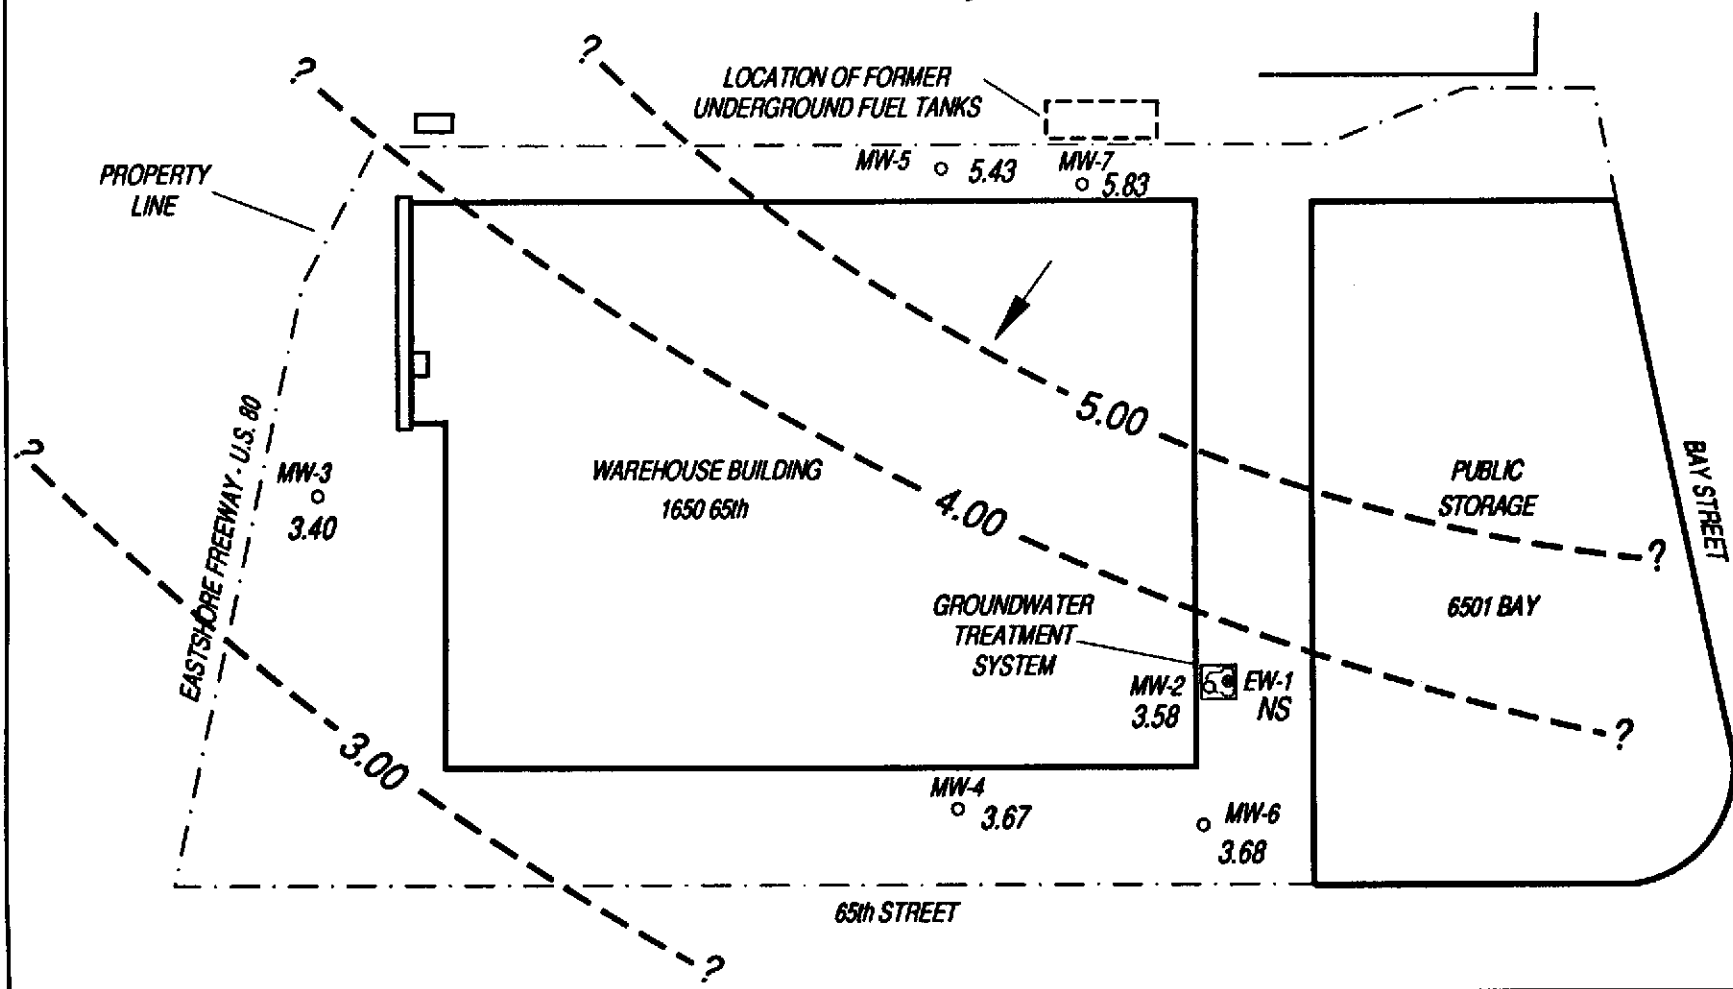 ?
?
LOCATION OF FORMER
UNDERGROUND FUEL TANKS
PROPERTY
LINE
MW-5
5.43
MW-7
5.83
5.00
?
MW-3
3.40
EASTSHORE FREEWAY - U.S. 80
WAREHOUSE BUILDING
1650 65th
4.00
PUBLIC
STORAGE
BAY STREET
?
6501 BAY
GROUNDWATER
TREATMENT
SYSTEM
MW-2
3.58
EW-1
NS
?
3.00
MW-4
3.67
MW-6
3.68
65th STREET
?